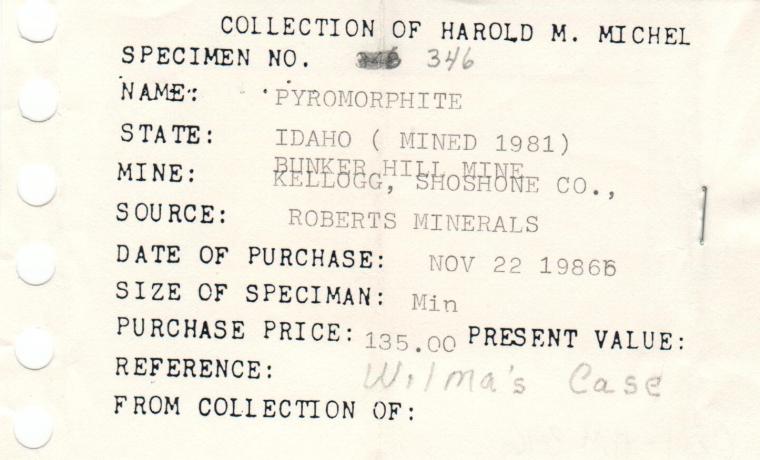 COLLECTION OF HAROLD M. MICHEL
SPECIMEN NO. 346
NAME: PYROMORPHITE
STATE: IDAHO ( MINED 1981)
BUNKER HILL MINE
MINE: KELLOGG, SHOSHONE CO.,
SOURCE: ROBERTS MINERALS
DATE OF PURCHASE: NOV 22 1986
SIZE OF SPECIMAN: Min
PURCHASE PRICE: 135.00 PRESENT VALUE:
REFERENCE: Wilma's Case
FROM COLLECTION OF: